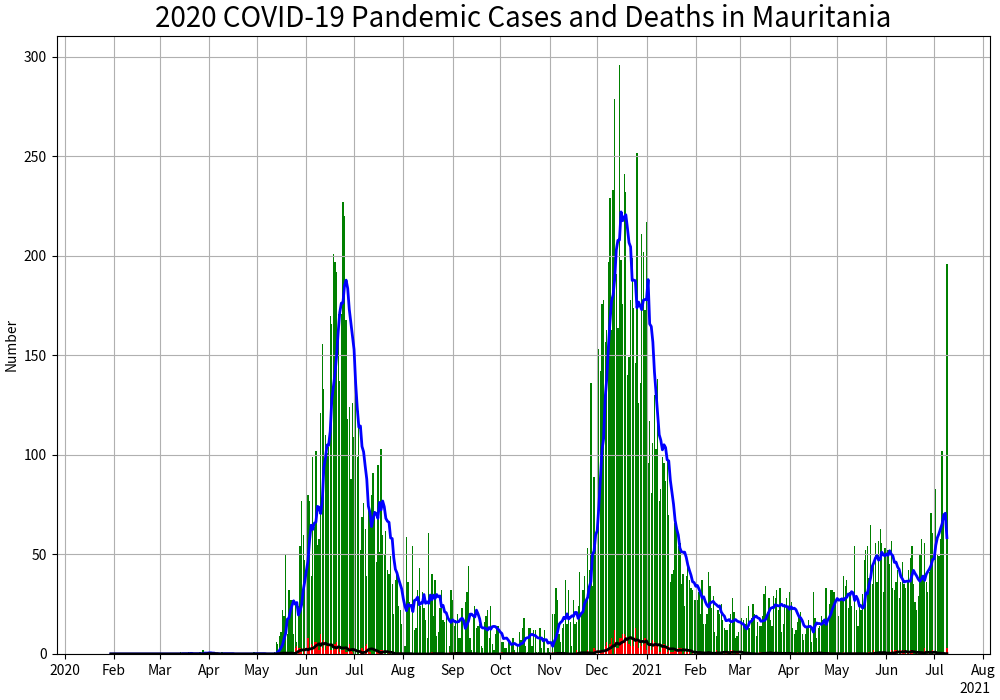 2020 COVID-19 Pandemic Cases and Deaths in Mauritania
300
250
200
150
100
50
0
Number
2020 Feb Mar Apr May Jun Jul Aug Sep Oct Nov Dec 2021 Feb Mar Apr May Jun Jul Aug
2021